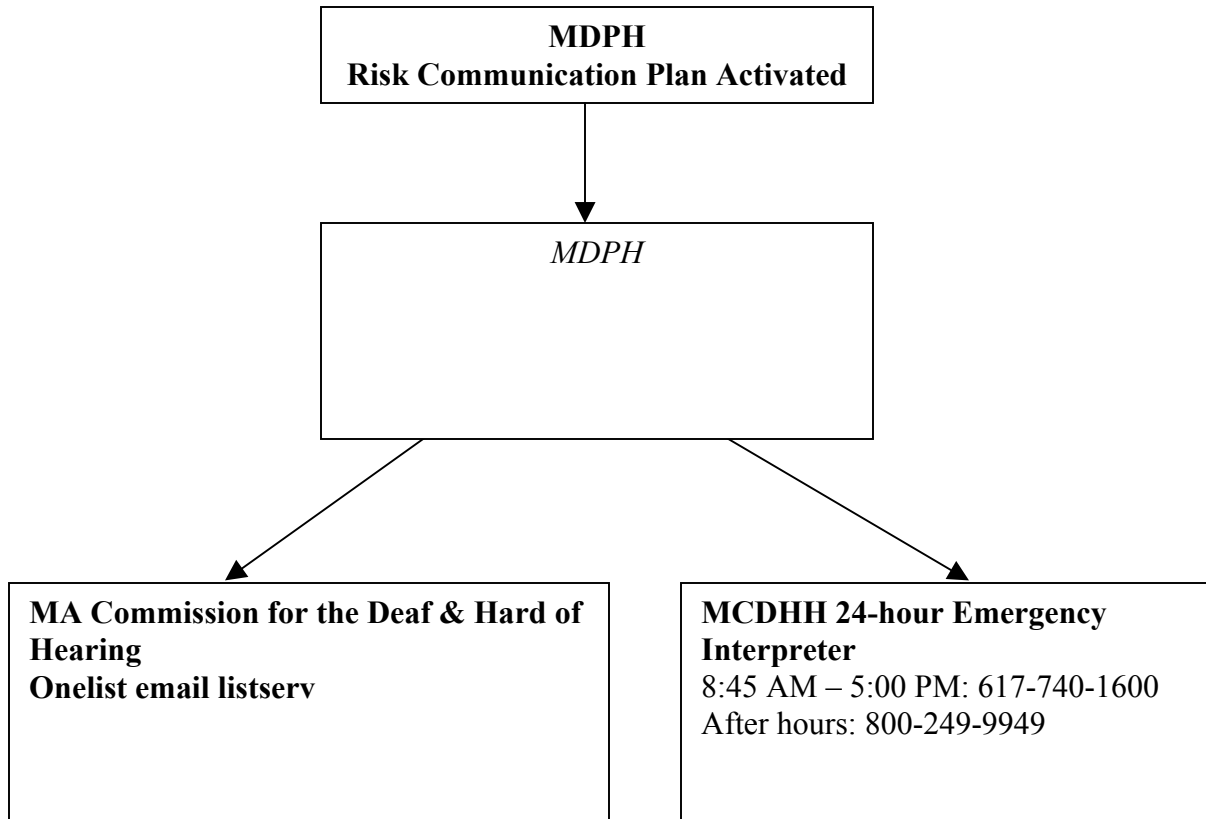 MDPH
Risk Communication Plan Activated
MDPH
MA Commission for the Deaf & Hard of
Hearing
Onelist email listserv
MCDHH 24-hour Emergency
Interpreter
8:45 AM – 5:00 PM: 617-740-1600
After hours: 800-249-9949